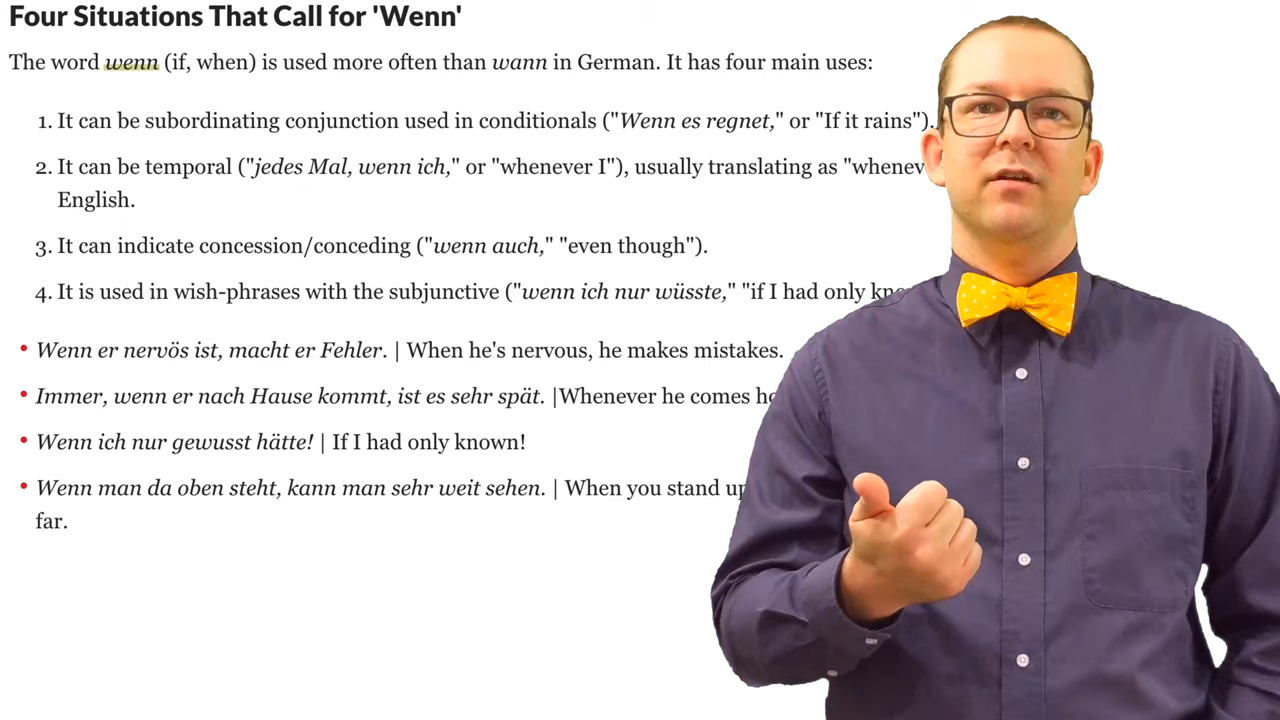 Four Situations That Call for 'Wenn'
The word wenn (if, when) is used more often than wann in German. It has four main uses:
1. It can be subordinating conjunction used in conditionals ("Wenn es regnet," or "If it rains").
2. It can be temporal ("jedes Mal, wenn ich," or "whenever I"), usually translating as "whenev
English.
3. It can indicate concession/conceding ("wenn auch," "even though").
4. It is used in wish-phrases with the subjunctive ("wenn ich nur wüsste," "if I had only kno
• Wenn er nervös ist, macht er Fehler. | When he's nervous, he makes mistakes.
• Immer, wenn er nach Hause kommt, ist es sehr spät. |Whenever he comes ho
• Wenn ich nur gewusst hätte! | If I had only known!
• Wenn man da oben steht, kann man sehr weit sehen. | When you stand up
far.